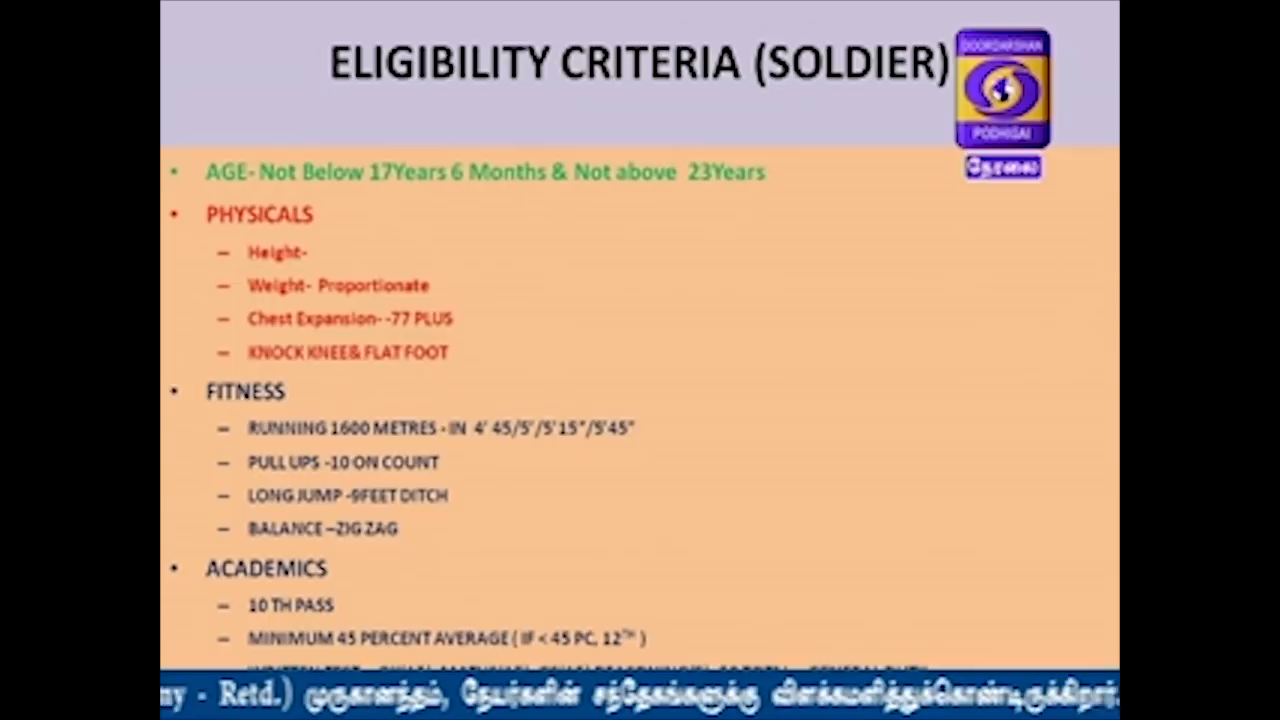 ELIGIBILITY CRITERIA (SOLDIER)
DOORDARSHAN
PODHIGAI
நேரலை
• AGE- Not Below 17Years 6 Months & Not above 23Years
• PHYSICALS
– Height-
– Weight- Proportionate
– Chest Expansion- -77 PLUS
– KNOCK KNEE& FLAT FOOT
• FITNESS
– RUNNING 1600 METRES - IN 4' 45/5'/5'15"/5'45"
– PULL UPS -10 ON COUNT
– LONG JUMP -9FEET DITCH
– BALANCE –ZIG ZAG
• ACADEMICS
– 10 TH PASS
– MINIMUM 45 PERCENT AVERAGE ( IF < 45 PC, 12TH )
my - Retd.) முருகானந்தம், நேயர்களின் சந்தேகங்களுக்கு விளக்கமளித்துக்கொண்டிருக்கிறார்.